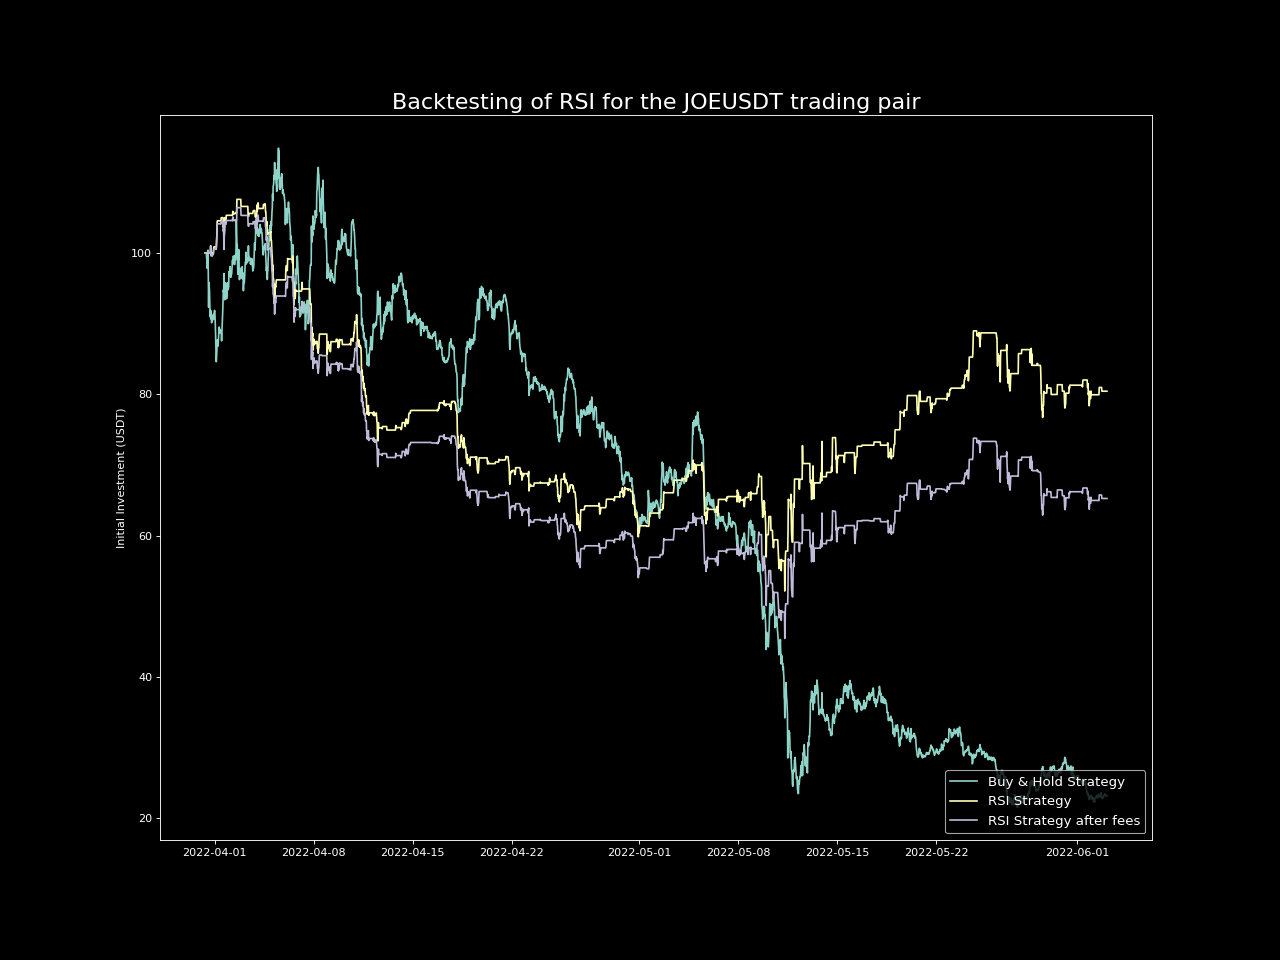 Backtesting of RSI for the JOEUSDT trading pair
Initial Investment (USDT)
100
80
60
40
20
2022-04-01
2022-04-08
2022-04-15
2022-04-22
2022-05-01
2022-05-08
2022-05-15
2022-05-22
2022-06-01
Buy & Hold Strategy
RSI Strategy
RSI Strategy after fees